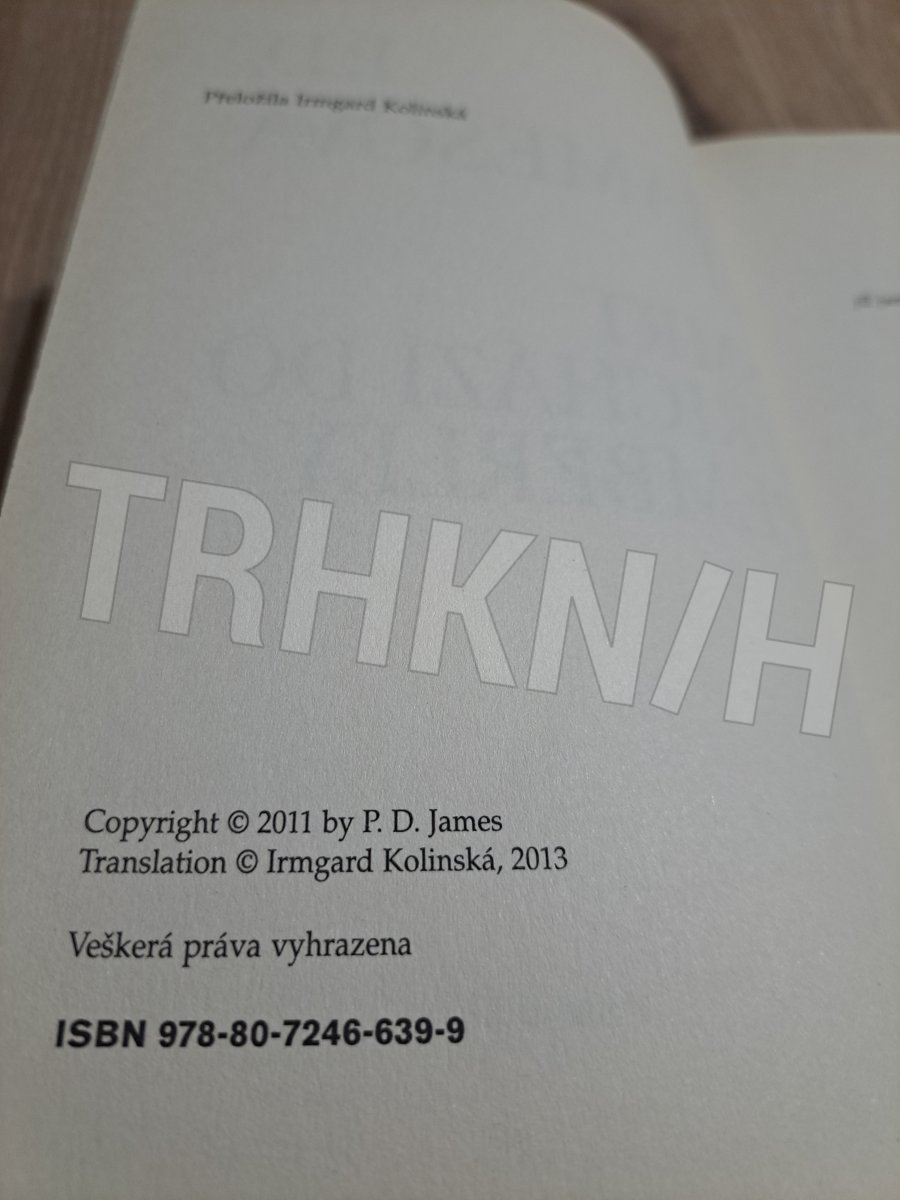 Přeložila Irmgard Kolinská
TRHKN/H
Copyright © 2011 by P. D. James
Translation © Irmgard Kolinská, 2013
Veškerá práva vyhrazena
ISBN 978-80-7246-639-9